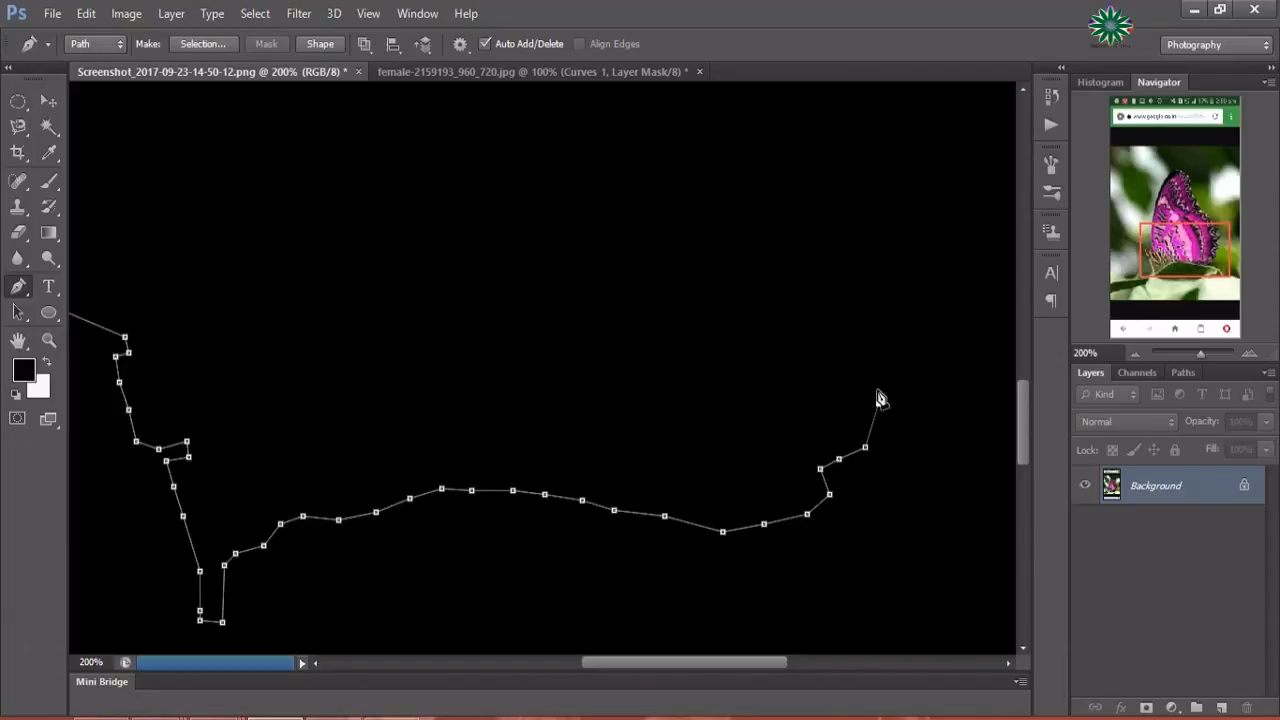 Ps File Edit Image Layer Type Select Filter 3D View Window Help
Path Make: Selection... Mask Shape Auto Add/Delete Align Edges Photography
Screenshot_2017-09-23-14-50-12.png @ 200% (RGB/8) * × female-2159193_960_720.jpg @ 100% (Curves 1, Layer Mask/8) * ×
Histogram Navigator
200%
Layers Channels Paths
Kind
Normal Opacity: 100%
Lock: Fill: 100%
Background
200%
Mini Bridge